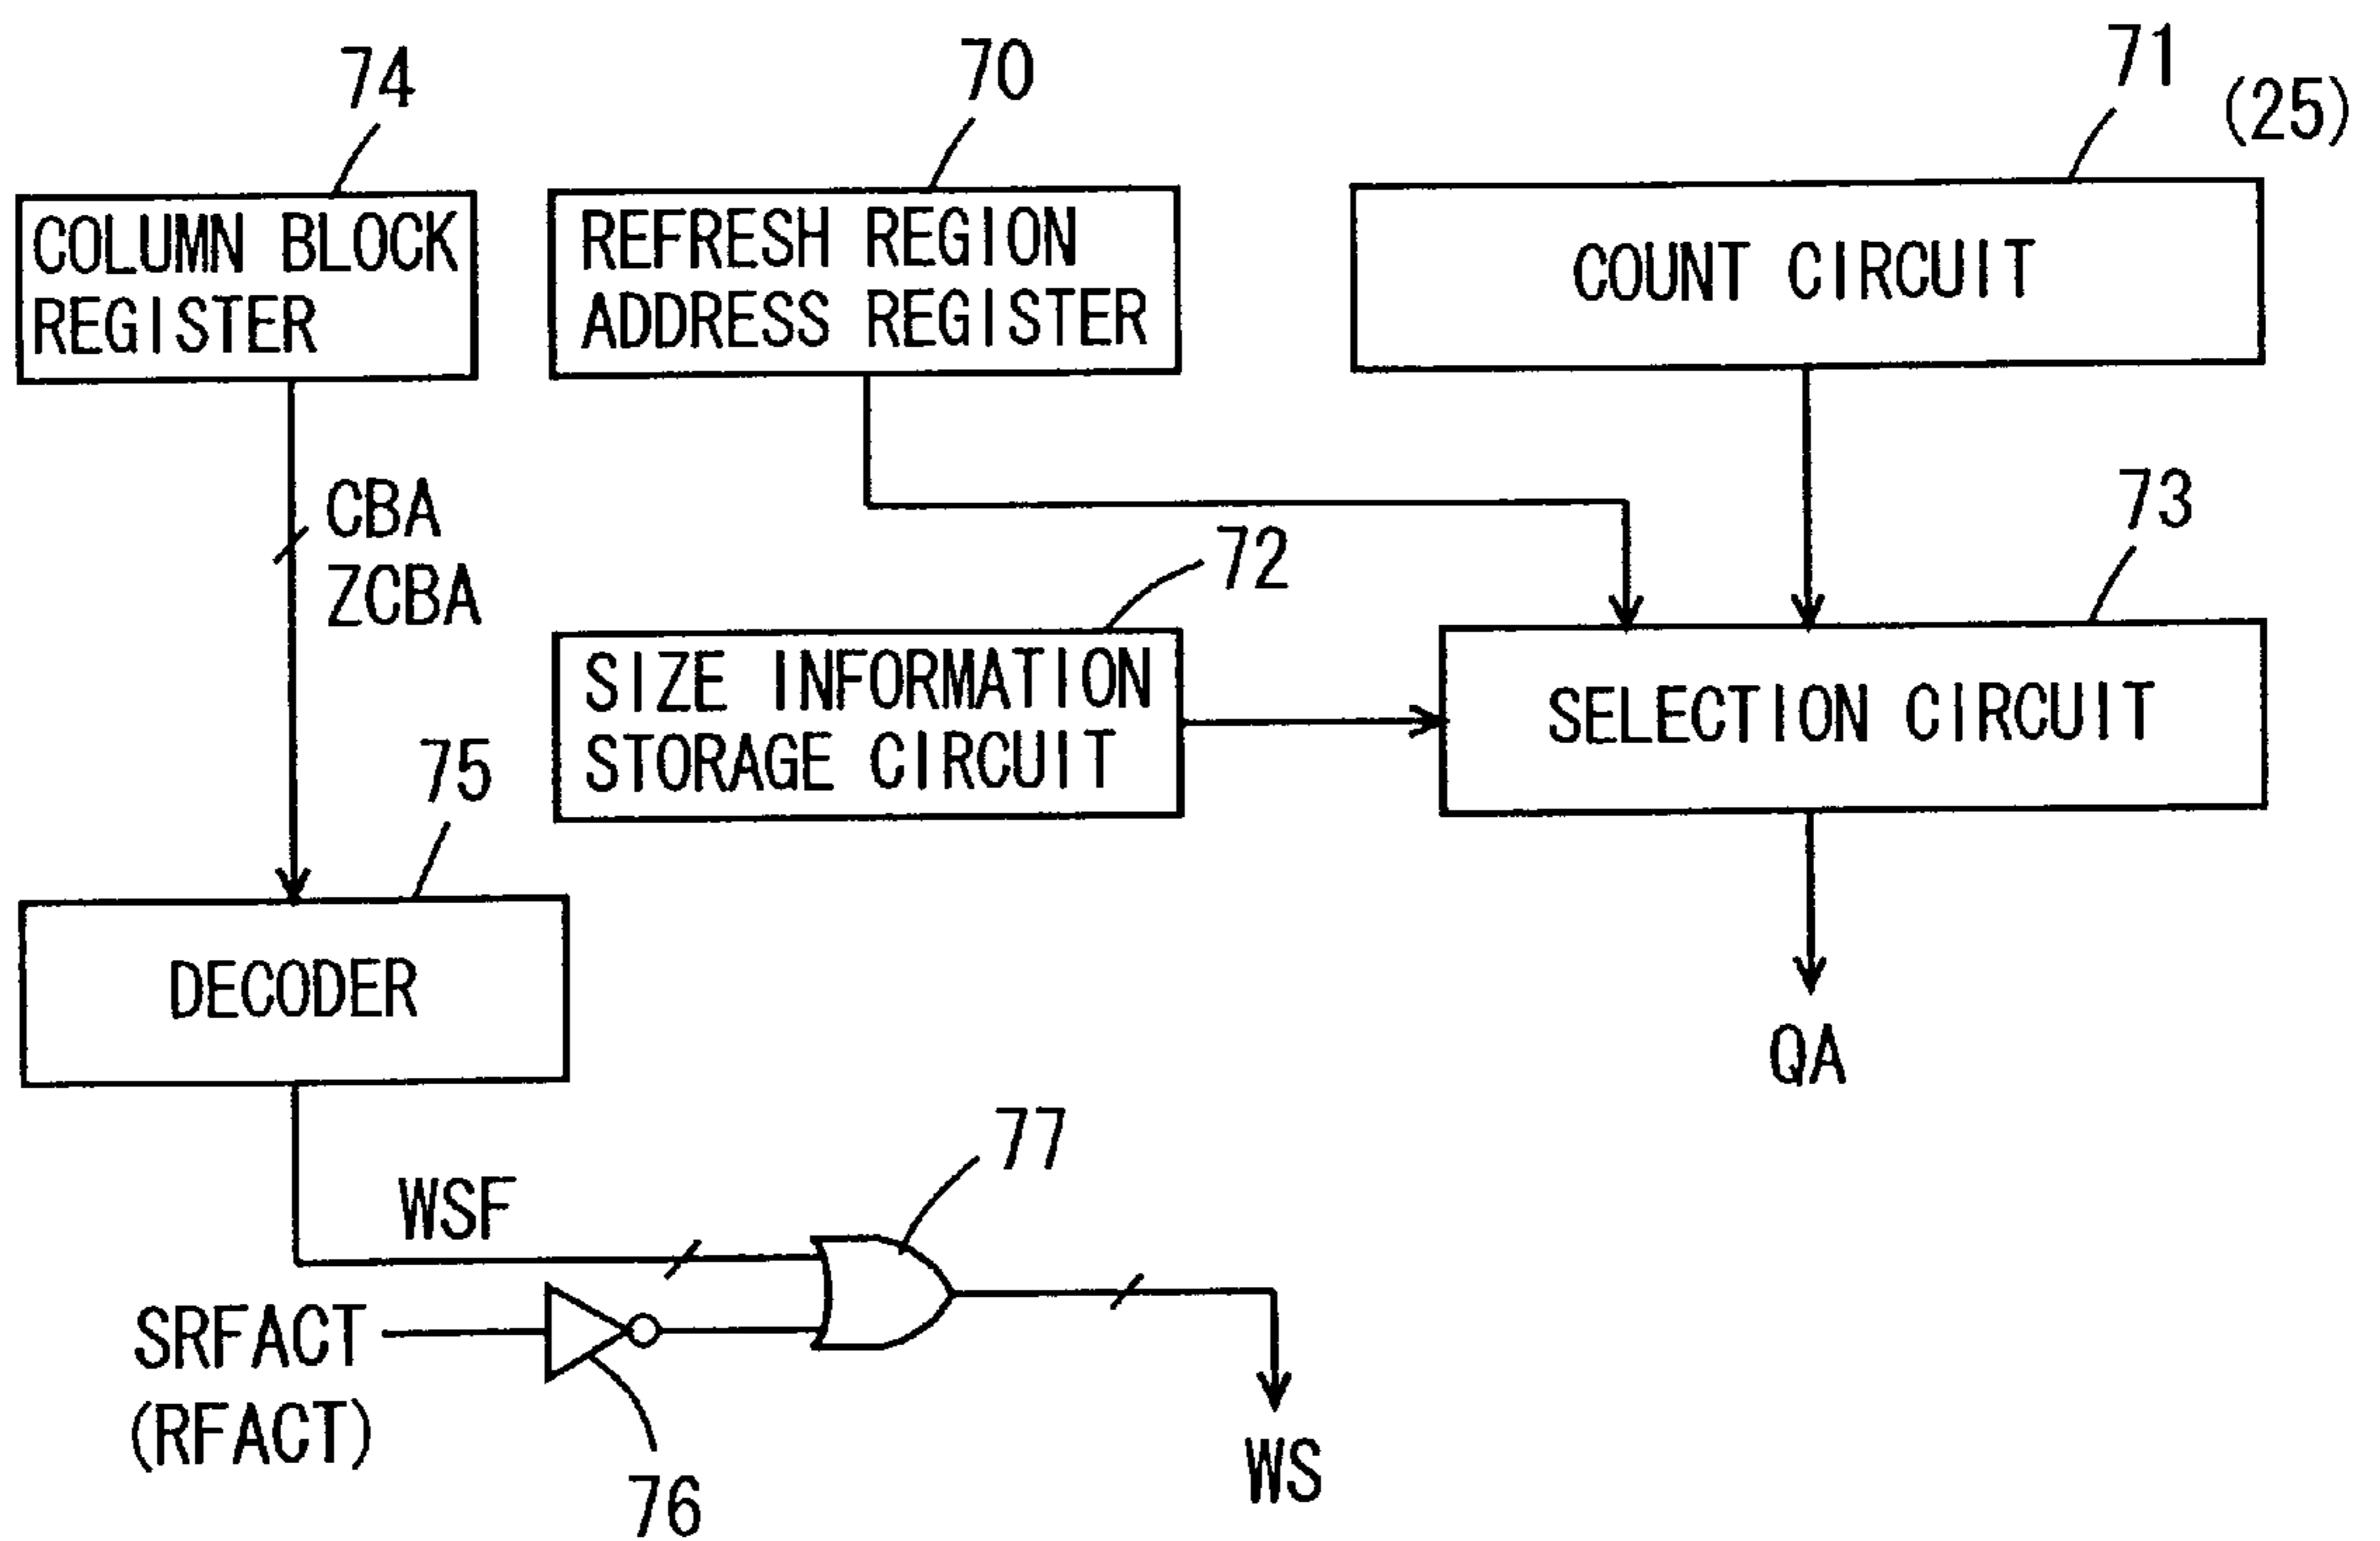 74
70
71
(25)
COLUMN BLOCK
REGISTER
REFRESH REGION
ADDRESS REGISTER
COUNT CIRCUIT
CBA
ZCBA
72
73
SIZE INFORMATION
STORAGE CIRCUIT
SELECTION CIRCUIT
75
DECODER
QA
77
WSF
SRFACT
(RFACT)
76
WS